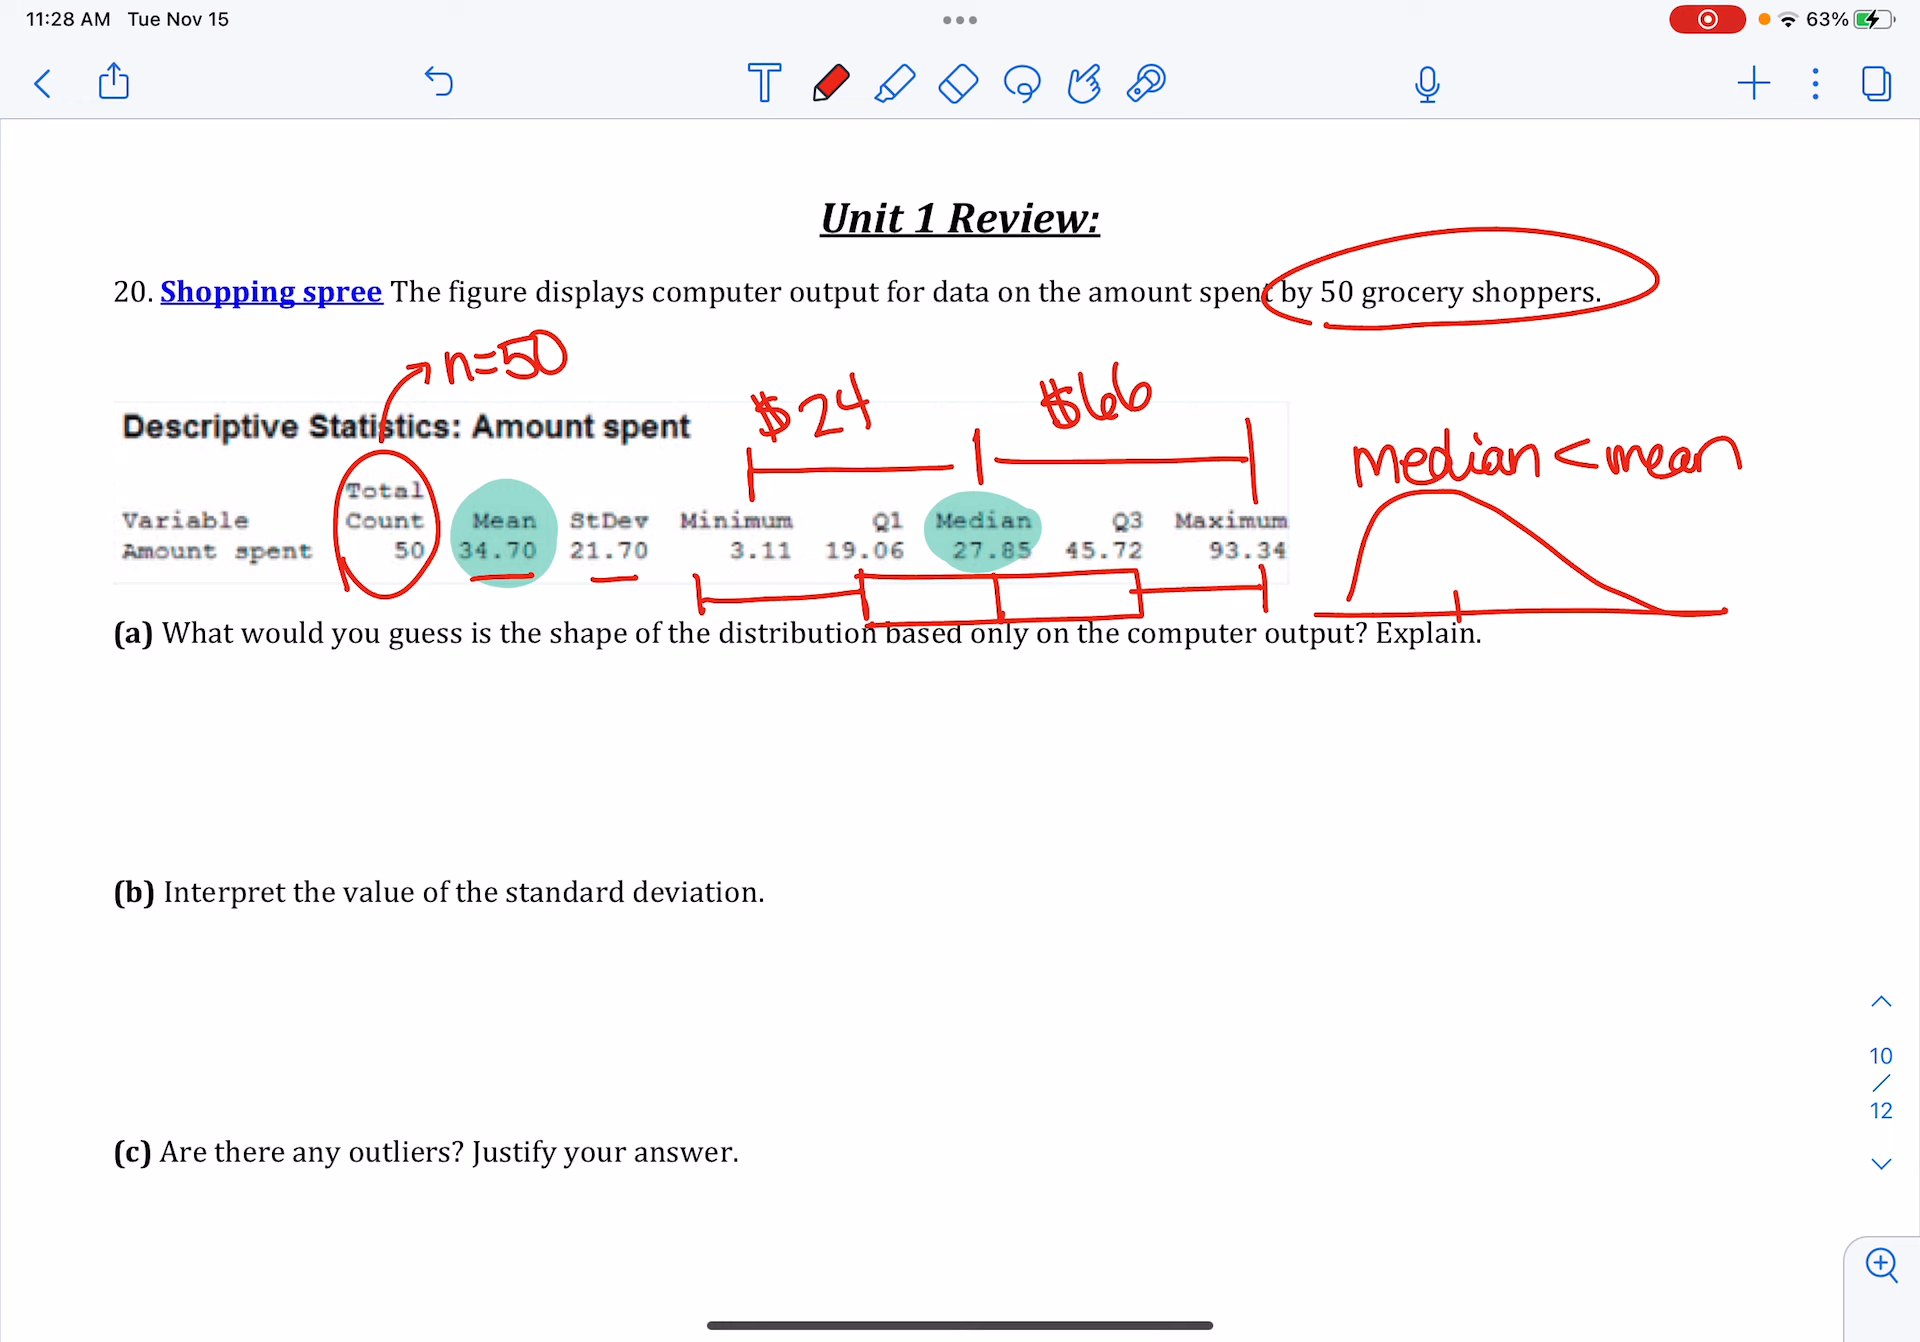 11:28 AM Tue Nov 15
63%
Unit 1 Review:
20. Shopping spree The figure displays computer output for data on the amount spent by 50 grocery shoppers.
n=50
$24
$66
Descriptive Statistics: Amount spent
median < mean
Total
Variable Count Mean StDev Minimum Q1 Median Q3 Maximum
Amount spent 50 34.70 21.70 3.11 19.06 27.85 45.72 93.34
(a) What would you guess is the shape of the distribution based only on the computer output? Explain.
(b) Interpret the value of the standard deviation.
10
/
12
(c) Are there any outliers? Justify your answer.